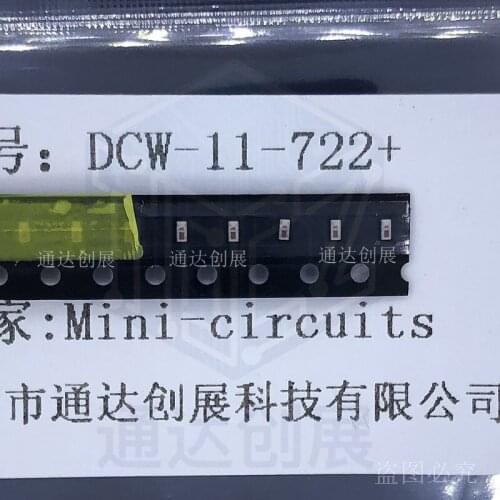 号: DCW-11-722+
通达创展 通达创展 通达创展
家:Mini-circuits
市通达创展科技有限公司
通达创展
盗图必究